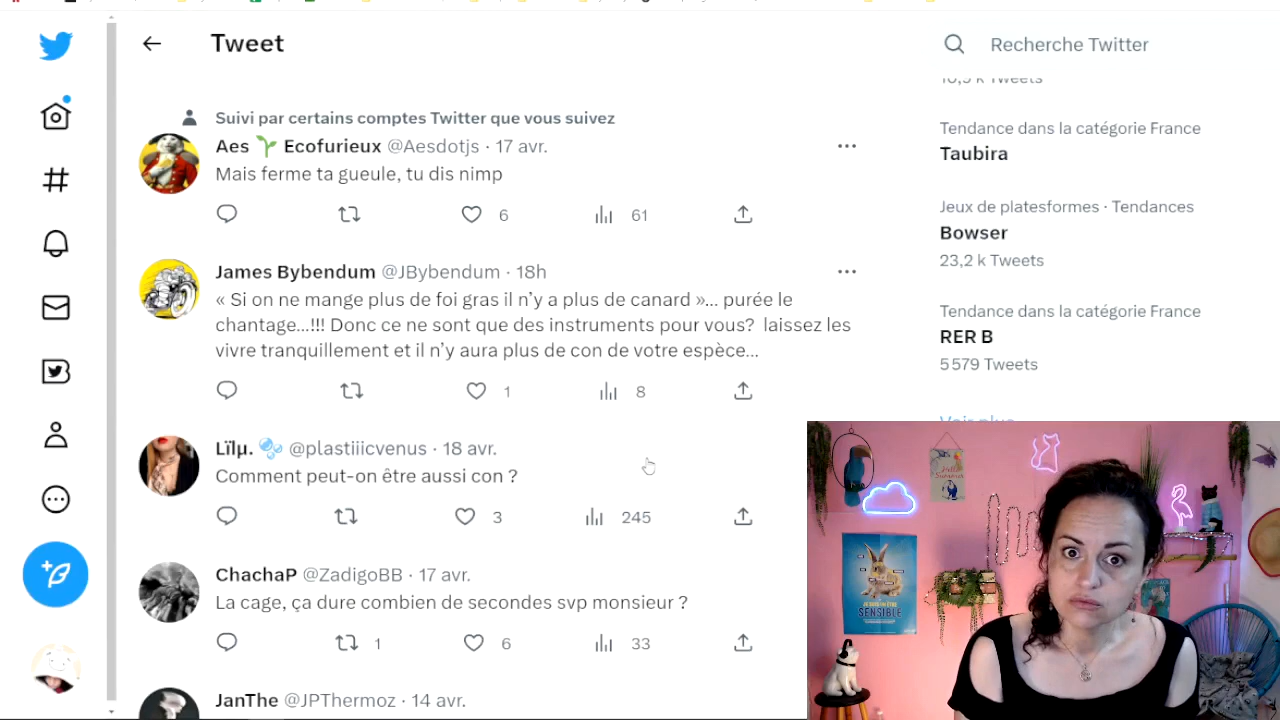 Tweet
Recherche Twitter
Suivi par certains comptes Twitter que vous suivez
Aes Ecofurieux @Aesdotjs · 17 avr.
Mais ferme ta gueule, tu dis nimp
6 61
James Bybendum @JBybendum · 18h
« Si on ne mange plus de foi gras il n’y a plus de canard »... purée le
chantage...!!! Donc ce ne sont que des instruments pour vous? laissez les
vivre tranquillement et il n’y aura plus de con de votre espèce...
1 8
Lïlµ. @plastiiicvenus · 18 avr.
Comment peut-on être aussi con ?
3 245
ChachaP @ZadigoBB · 17 avr.
La cage, ça dure combien de secondes svp monsieur ?
1 6 33
JanThe @JPThermoz · 14 avr.
Tweets
Tendance dans la catégorie France
Taubira
Jeux de platesformes · Tendances
Bowser
23,2 k Tweets
Tendance dans la catégorie France
RER B
5 579 Tweets
Voir plus
SENSIBLE